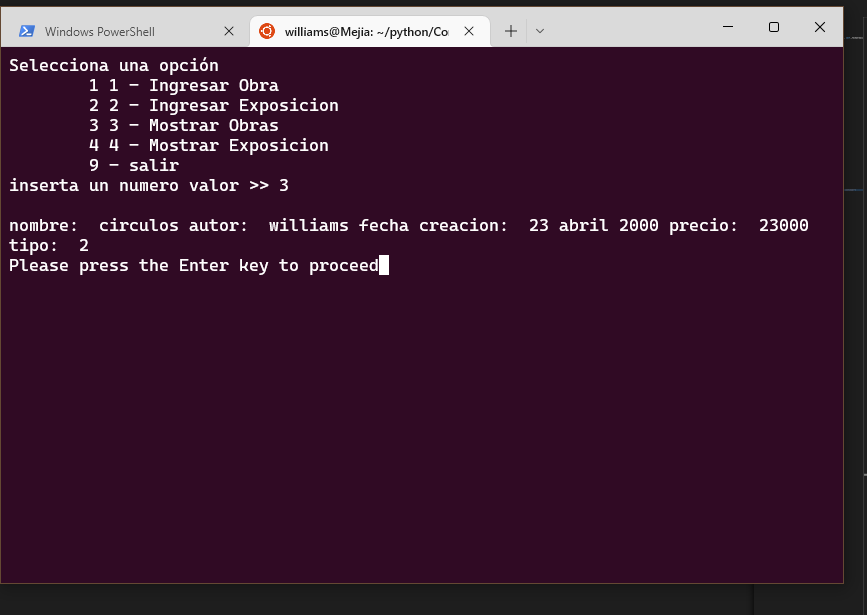 Windows PowerShell
williams@Mejia: ~/python/Co
Selecciona una opción
1 1 - Ingresar Obra
2 2 - Ingresar Exposicion
3 3 - Mostrar Obras
4 4 - Mostrar Exposicion
9 - salir
inserta un numero valor >> 3
nombre:  circulos autor:  williams fecha creacion:  23 abril 2000 precio:  23000
tipo:  2
Please press the Enter key to proceed